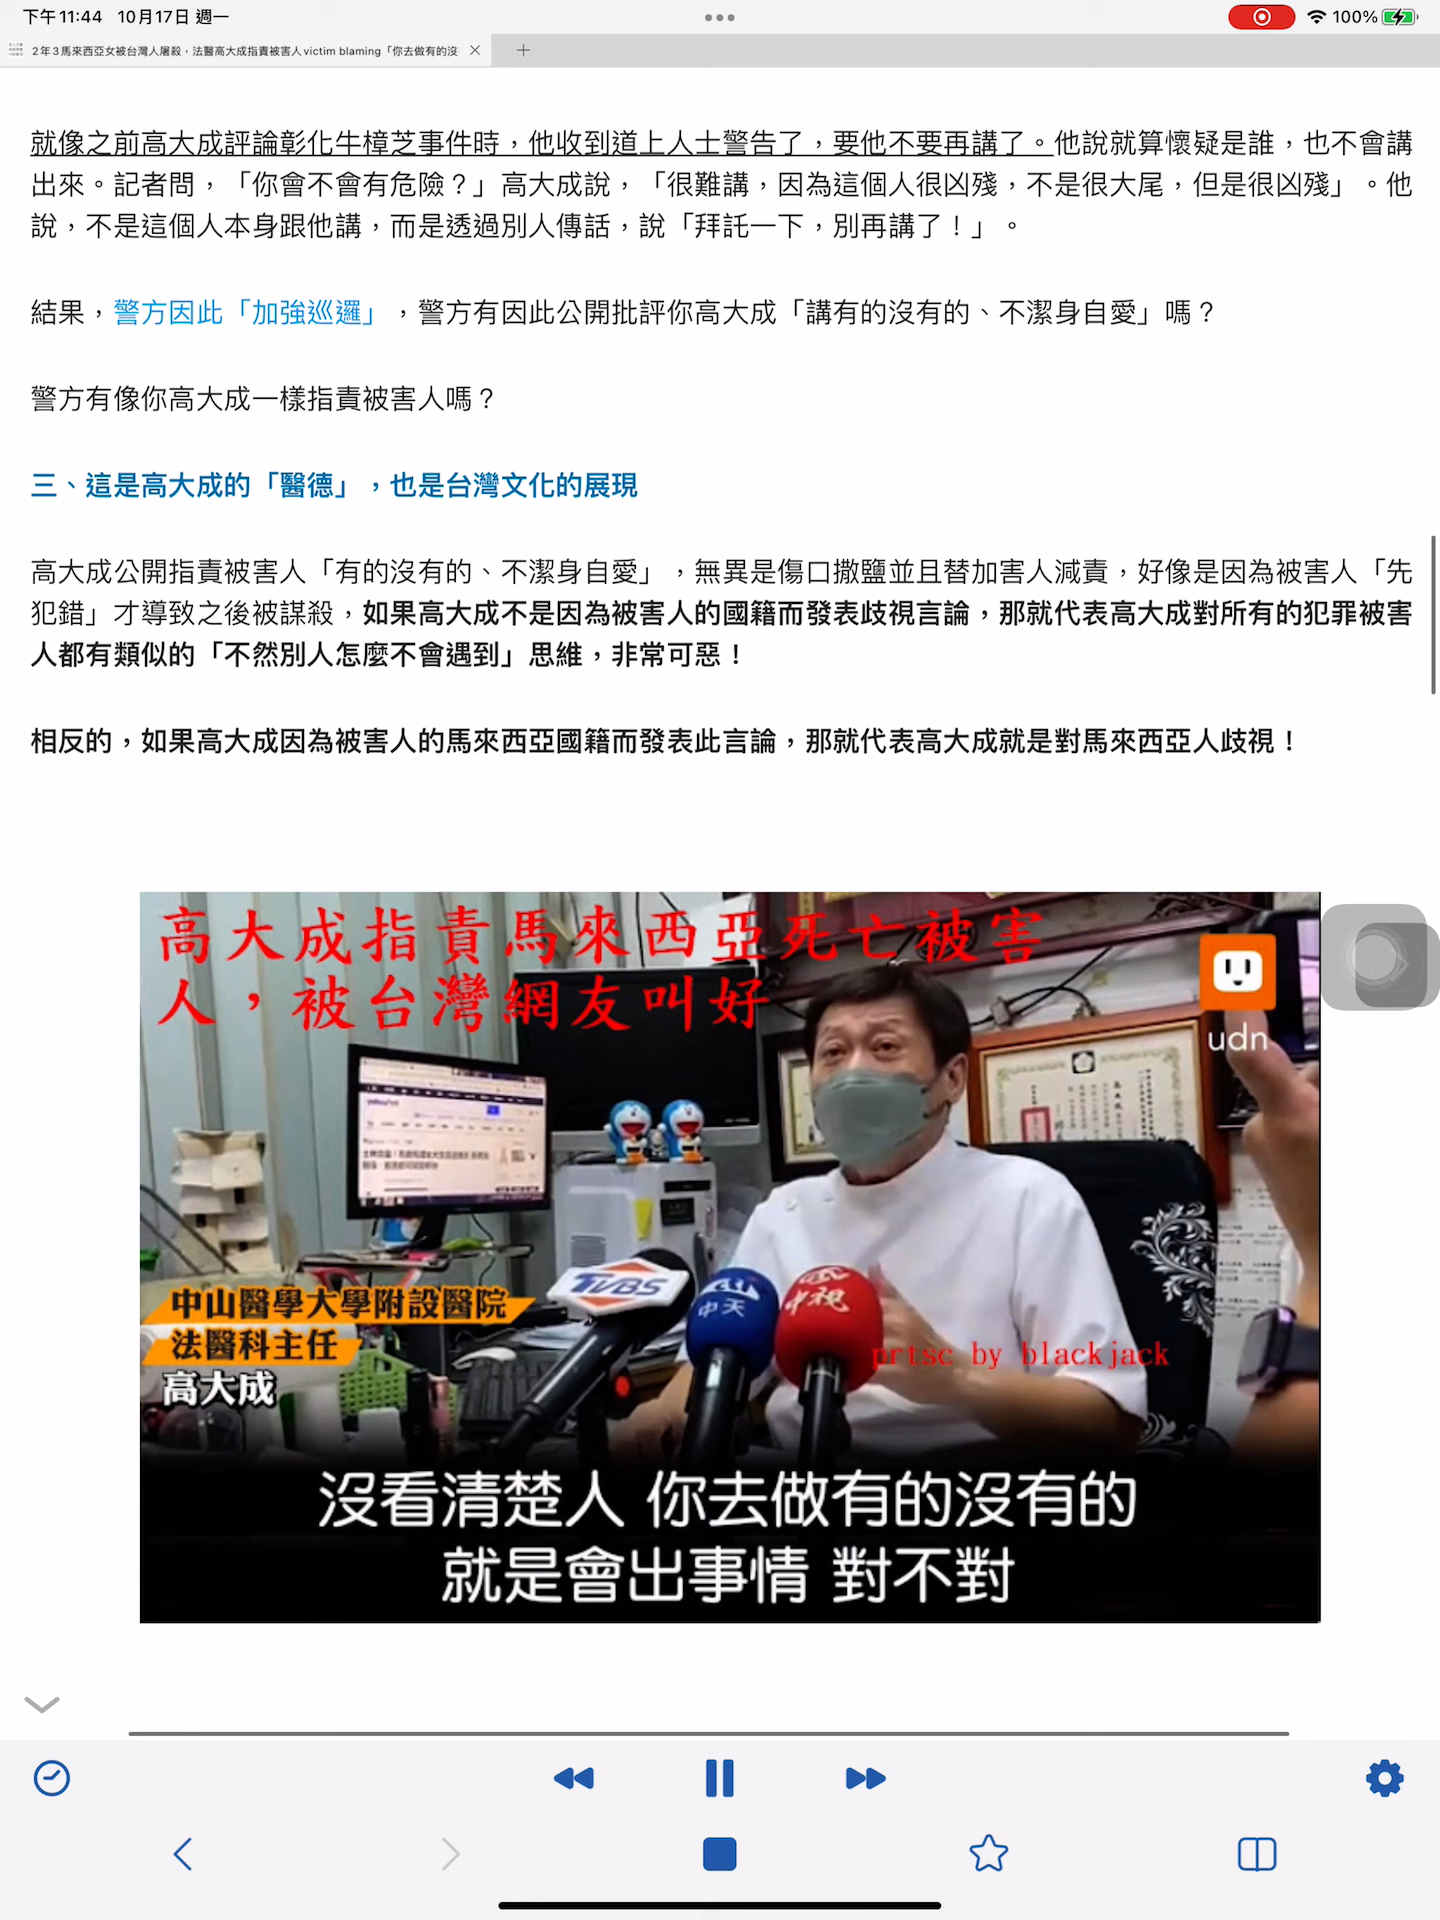 下午11:44 10月17日 週一
100%
2年3馬來西亞女被台灣人屠殺，法醫高大成指責被害人victim blaming「你去做有的沒
就像之前高大成評論彰化牛樟芝事件時，他收到道上人士警告了，要他不要再講了。他說就算懷疑是誰，也不會講
出來。記者問，「你會不會有危險？」高大成說，「很難講，因為這個人很凶殘，不是很大尾，但是很凶殘」。他
說，不是這個人本身跟他講，而是透過別人傳話，說「拜託一下，別再講了！」。
結果，警方因此「加強巡邏」，警方有因此公開批評你高大成「講有的沒有的、不潔身自愛」嗎？
警方有像你高大成一樣指責被害人嗎？
三、這是高大成的「醫德」，也是台灣文化的展現
高大成公開指責被害人「有的沒有的、不潔身自愛」，無異是傷口撒鹽並且替加害人減責，好像是因為被害人「先
犯錯」才導致之後被謀殺，如果高大成不是因為被害人的國籍而發表歧視言論，那就代表高大成對所有的犯罪被害
人都有類似的「不然別人怎麼不會遇到」思維，非常可惡！
相反的，如果高大成因為被害人的馬來西亞國籍而發表此言論，那就代表高大成就是對馬來西亞人歧視！
高大成指責馬來西亞死亡被害
人，被台灣網友叫好
udn
TVBS
中天
中視
中山醫學大學附設醫院
法醫科主任
高大成
prtsc by blackjack
沒看清楚人 你去做有的沒有的
就是會出事情 對不對